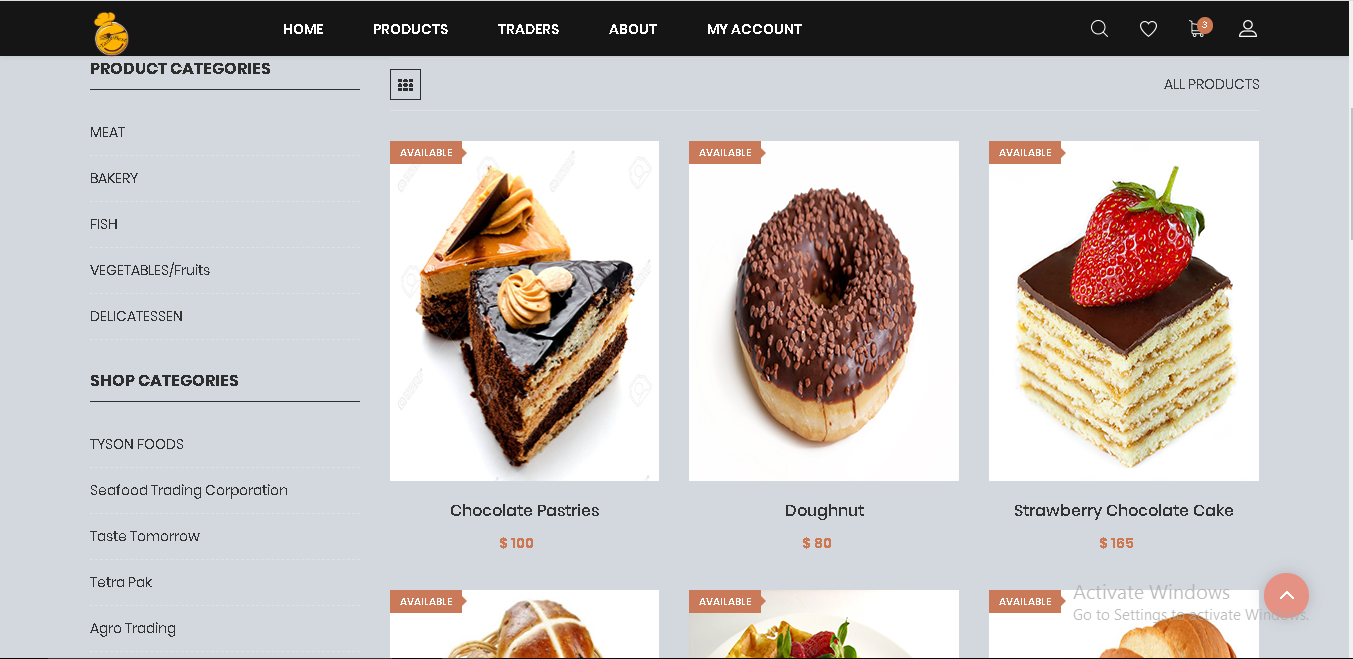 HOME PRODUCTS TRADERS ABOUT MY ACCOUNT 3
PRODUCT CATEGORIES
MEAT
BAKERY
FISH
VEGETABLES/Fruits
DELICATESSEN
SHOP CATEGORIES
TYSON FOODS
Seafood Trading Corporation
Taste Tomorrow
Tetra Pak
Agro Trading
ALL PRODUCTS
AVAILABLE AVAILABLE AVAILABLE
Chocolate Pastries Doughnut Strawberry Chocolate Cake
$ 100 $ 80 $ 165
AVAILABLE AVAILABLE AVAILABLE
Activate Windows
Go to Settings to activate Windows.